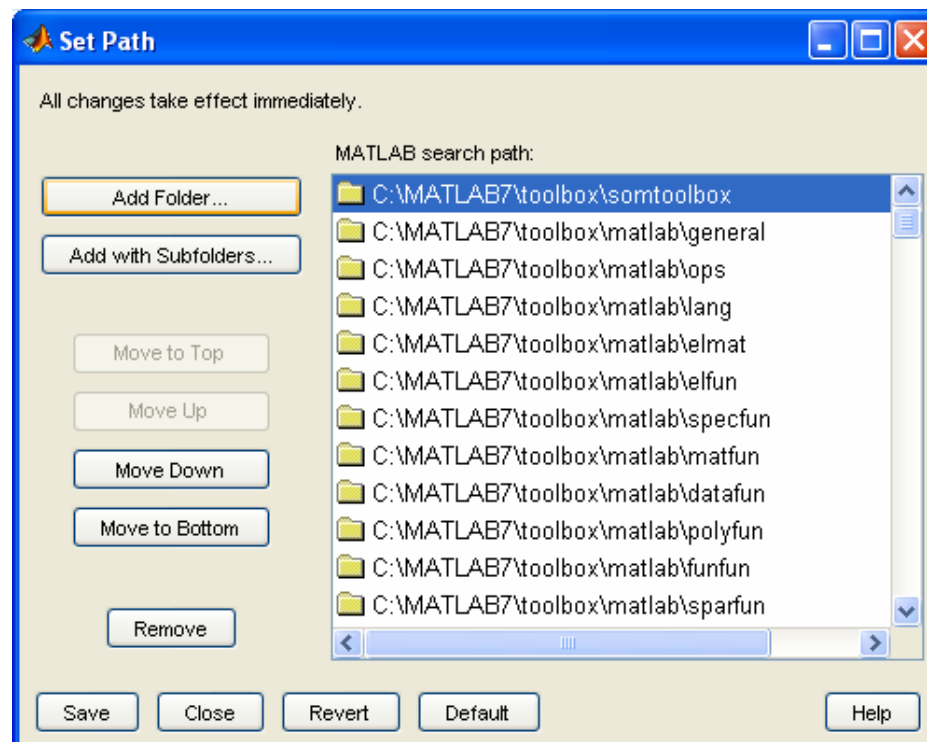 Set Path
All changes take effect immediately.
MATLAB search path:
Add Folder...
Add with Subfolders...
Move to Top
Move Up
Move Down
Move to Bottom
Remove
C:\MATLAB7\toolbox\somtoolbox
C:\MATLAB7\toolbox\matlab\general
C:\MATLAB7\toolbox\matlab\ops
C:\MATLAB7\toolbox\matlab\lang
C:\MATLAB7\toolbox\matlab\elmat
C:\MATLAB7\toolbox\matlab\elfun
C:\MATLAB7\toolbox\matlab\specfun
C:\MATLAB7\toolbox\matlab\matfun
C:\MATLAB7\toolbox\matlab\datafun
C:\MATLAB7\toolbox\matlab\polyfun
C:\MATLAB7\toolbox\matlab\funfun
C:\MATLAB7\toolbox\matlab\sparfun
Save
Close
Revert
Default
Help